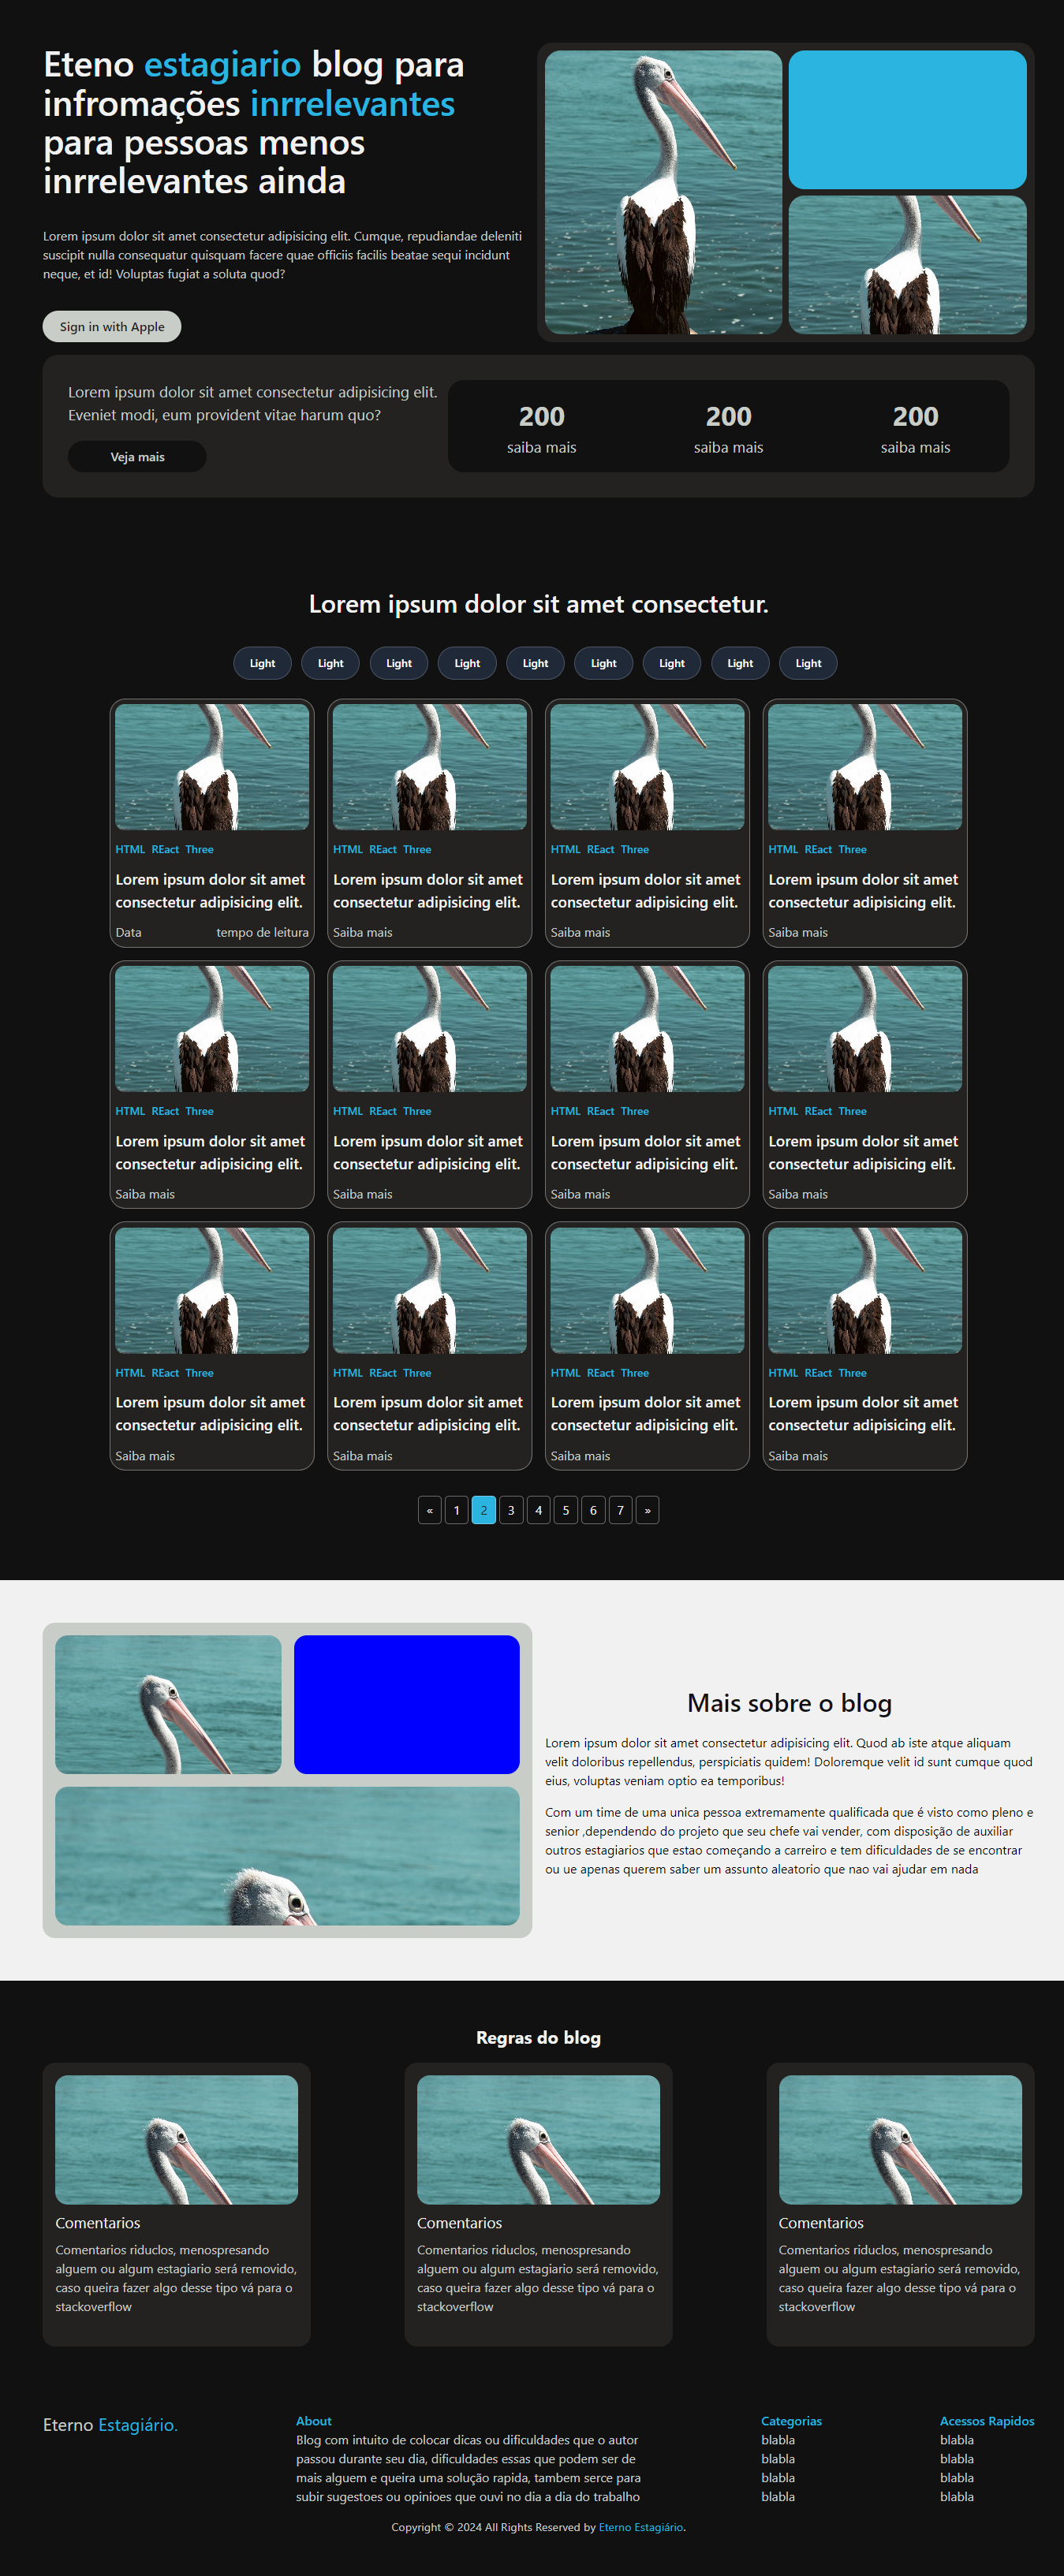 Eteno estagiario blog para
infromações inrrelevantes
para pessoas menos
inrrelevantes ainda
Lorem ipsum dolor sit amet consectetur adipisicing elit. Cumque, repudiandae deleniti
suscipit nulla consequatur quisquam facere quae officiis facilis beatae sequi incidunt
neque, et id! Voluptas fugiat a soluta quod?
Sign in with Apple
Lorem ipsum dolor sit amet consectetur adipisicing elit.
Eveniet modi, eum provident vitae harum quo?
Veja mais
200 200 200
saiba mais saiba mais saiba mais
Lorem ipsum dolor sit amet consectetur.
Light Light Light Light Light Light Light Light Light
HTML REact Three
Lorem ipsum dolor sit amet
consectetur adipisicing elit.
Data tempo de leitura
HTML REact Three
Lorem ipsum dolor sit amet
consectetur adipisicing elit.
Saiba mais
HTML REact Three
Lorem ipsum dolor sit amet
consectetur adipisicing elit.
Saiba mais
HTML REact Three
Lorem ipsum dolor sit amet
consectetur adipisicing elit.
Saiba mais
HTML REact Three
Lorem ipsum dolor sit amet
consectetur adipisicing elit.
Saiba mais
HTML REact Three
Lorem ipsum dolor sit amet
consectetur adipisicing elit.
Saiba mais
HTML REact Three
Lorem ipsum dolor sit amet
consectetur adipisicing elit.
Saiba mais
HTML REact Three
Lorem ipsum dolor sit amet
consectetur adipisicing elit.
Saiba mais
HTML REact Three
Lorem ipsum dolor sit amet
consectetur adipisicing elit.
Saiba mais
HTML REact Three
Lorem ipsum dolor sit amet
consectetur adipisicing elit.
Saiba mais
HTML REact Three
Lorem ipsum dolor sit amet
consectetur adipisicing elit.
Saiba mais
HTML REact Three
Lorem ipsum dolor sit amet
consectetur adipisicing elit.
Saiba mais
« 1 2 3 4 5 6 7 »
Mais sobre o blog
Lorem ipsum dolor sit amet consectetur adipisicing elit. Quod ab iste atque aliquam
velit doloribus repellendus, perspiciatis quidem! Doloremque velit id sunt cumque quod
eius, voluptas veniam optio ea temporibus!
Com um time de uma unica pessoa extremamente qualificada que é visto como pleno e
senior ,dependendo do projeto que seu chefe vai vender, com disposição de auxiliar
outros estagiarios que estao começando a carreiro e tem dificuldades de se encontrar
ou ue apenas querem saber um assunto aleatorio que nao vai ajudar em nada
Regras do blog
Comentarios
Comentarios riduclos, menospresando
alguem ou algum estagiario será removido,
caso queira fazer algo desse tipo vá para o
stackoverflow
Comentarios
Comentarios riduclos, menospresando
alguem ou algum estagiario será removido,
caso queira fazer algo desse tipo vá para o
stackoverflow
Comentarios
Comentarios riduclos, menospresando
alguem ou algum estagiario será removido,
caso queira fazer algo desse tipo vá para o
stackoverflow
Eterno Estagiário.
About
Blog com intuito de colocar dicas ou dificuldades que o autor
passou durante seu dia, dificuldades essas que podem ser de
mais alguem e queira uma solução rapida, tambem serce para
subir sugestoes ou opinioes que ouvi no dia a dia do trabalho
Categorias
blabla
blabla
blabla
blabla
Acessos Rapidos
blabla
blabla
blabla
blabla
Copyright © 2024 All Rights Reserved by Eterno Estagiário.